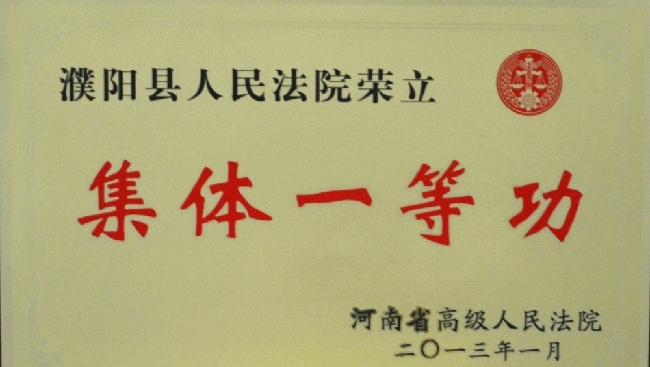 濮阳县人民法院荣立
集体一等功
河南省高级人民法院
二〇一三年一月